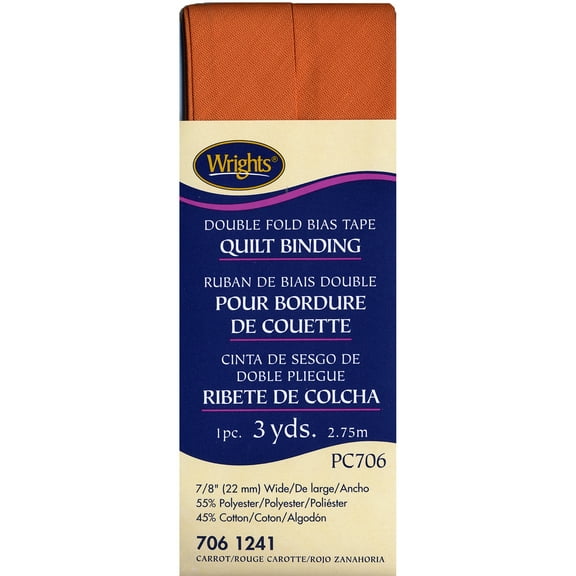 Wrights®
DOUBLE FOLD BIAS TAPE
QUILT BINDING
RUBAN DE BIAIS DOUBLE
POUR BORDURE
DE COUETTE
CINTA DE SESGO DE
DOBLE PLIEGUE
RIBETE DE COLCHA
1pc. 3 yds. 2.75m
PC706
7/8" (22 mm) Wide/De large/Ancho
55% Polyester/Polyester/Poliéster
45% Cotton/Coton/Algodón
706 1241
CARROT/ROUGE CAROTTE/ROJO ZANAHORIA